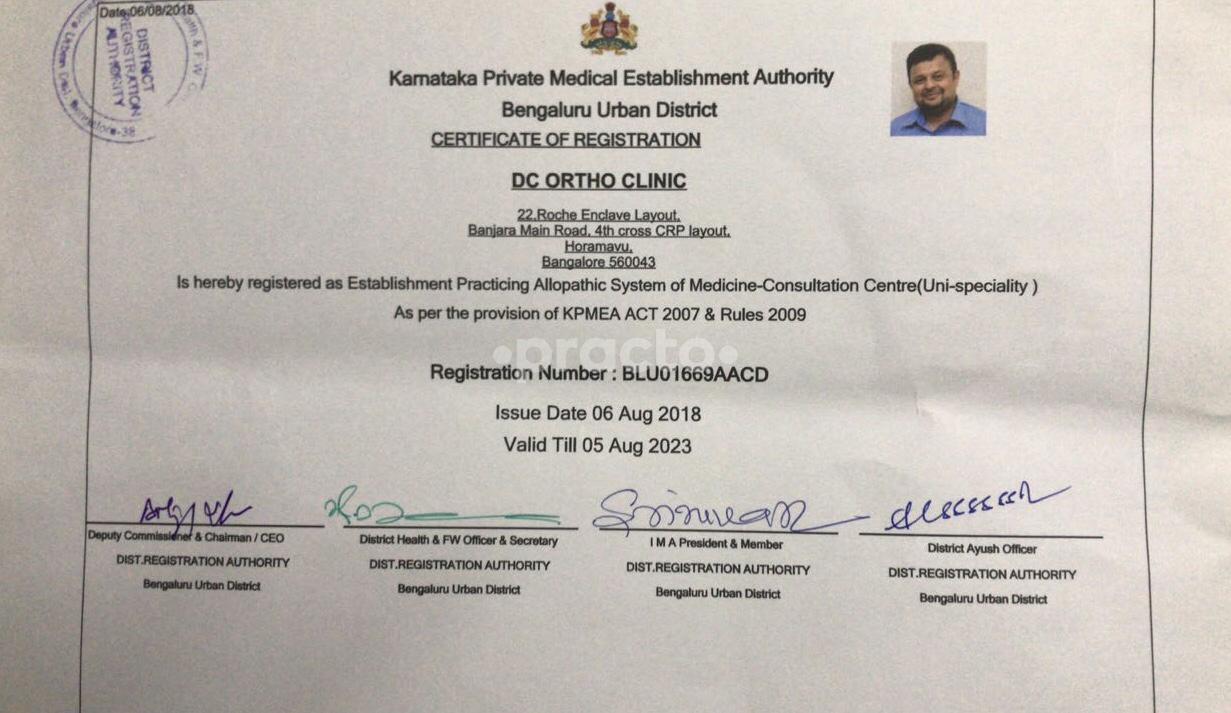 Date:06/08/2018
DISTRICT
REGISTRATION
AUTHORITY
Karnataka Private Medical Establishment Authority
Bengaluru Urban District
CERTIFICATE OF REGISTRATION
DC ORTHO CLINIC
22,Roche Enclave Layout,
Banjara Main Road, 4th cross CRP layout,
Horamavu,
Bangalore 560043
Is hereby registered as Establishment Practicing Allopathic System of Medicine-Consultation Centre(Uni-speciality )
As per the provision of KPMEA ACT 2007 & Rules 2009
•practo•
Registration Number : BLU01669AACD
Issue Date 06 Aug 2018
Valid Till 05 Aug 2023
Deputy Commissioner & Chairman / CEO
DIST.REGISTRATION AUTHORITY
Bengaluru Urban District
District Health & FW Officer & Secretary
DIST.REGISTRATION AUTHORITY
Bengaluru Urban District
I M A President & Member
DIST.REGISTRATION AUTHORITY
Bengaluru Urban District
District Ayush Officer
DIST.REGISTRATION AUTHORITY
Bengaluru Urban District